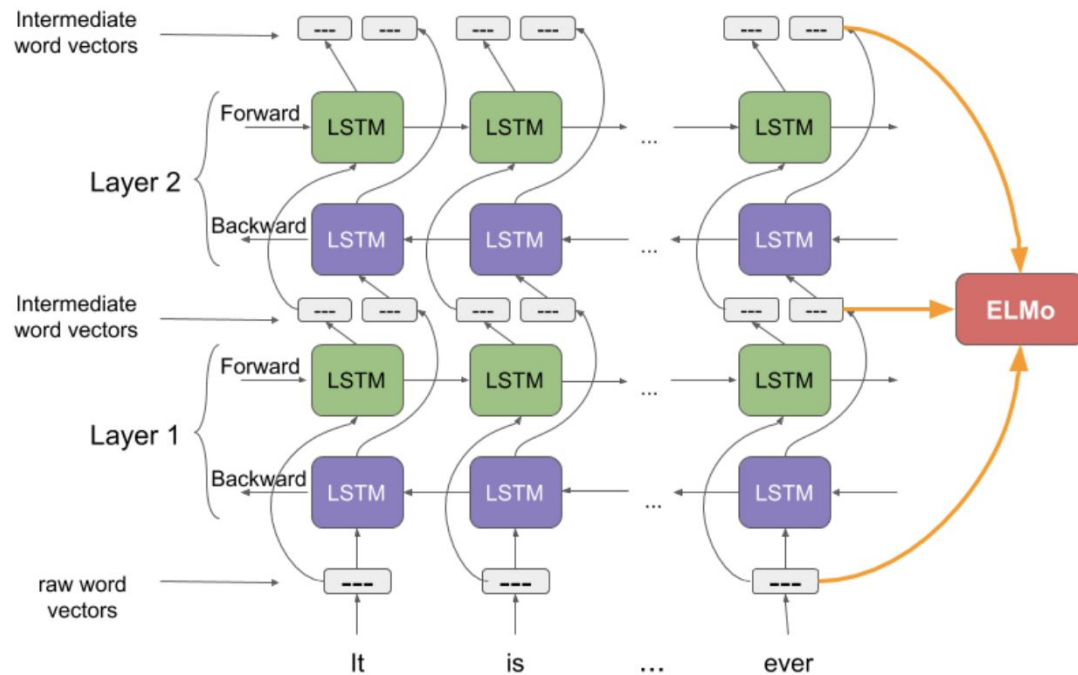 Intermediate
word vectors
--- --- --- --- --- ---
Forward
LSTM LSTM ... LSTM
Layer 2
Backward
LSTM LSTM ... LSTM
Intermediate
word vectors
--- --- --- --- --- ---
ELMo
Forward
LSTM LSTM ... LSTM
Layer 1
Backward
LSTM LSTM ... LSTM
raw word
vectors
--- --- ---
It is ... ever